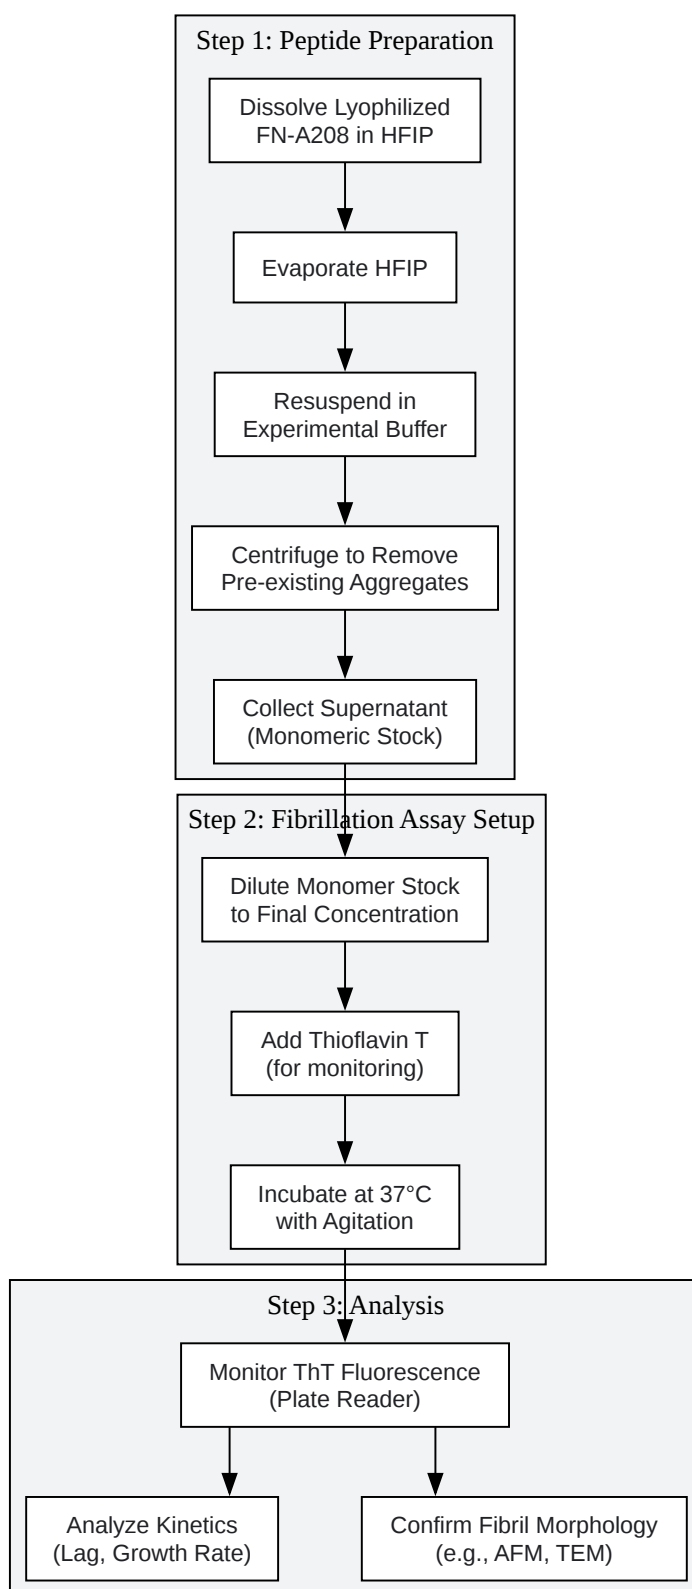 Step 1: Peptide Preparation
Dissolve Lyophilized
FN-A208 in HFIP
Evaporate HFIP
Resuspend in
Experimental Buffer
Centrifuge to Remove
Pre-existing Aggregates
Collect Supernatant
(Monomeric Stock)
Step 2: Fibrillation Assay Setup
Dilute Monomer Stock
to Final Concentration
Add Thioflavin T
(for monitoring)
Incubate at 37°C
with Agitation
Step 3: Analysis
Monitor ThT Fluorescence
(Plate Reader)
Analyze Kinetics
(Lag, Growth Rate)
Confirm Fibril Morphology
(e.g., AFM, TEM)